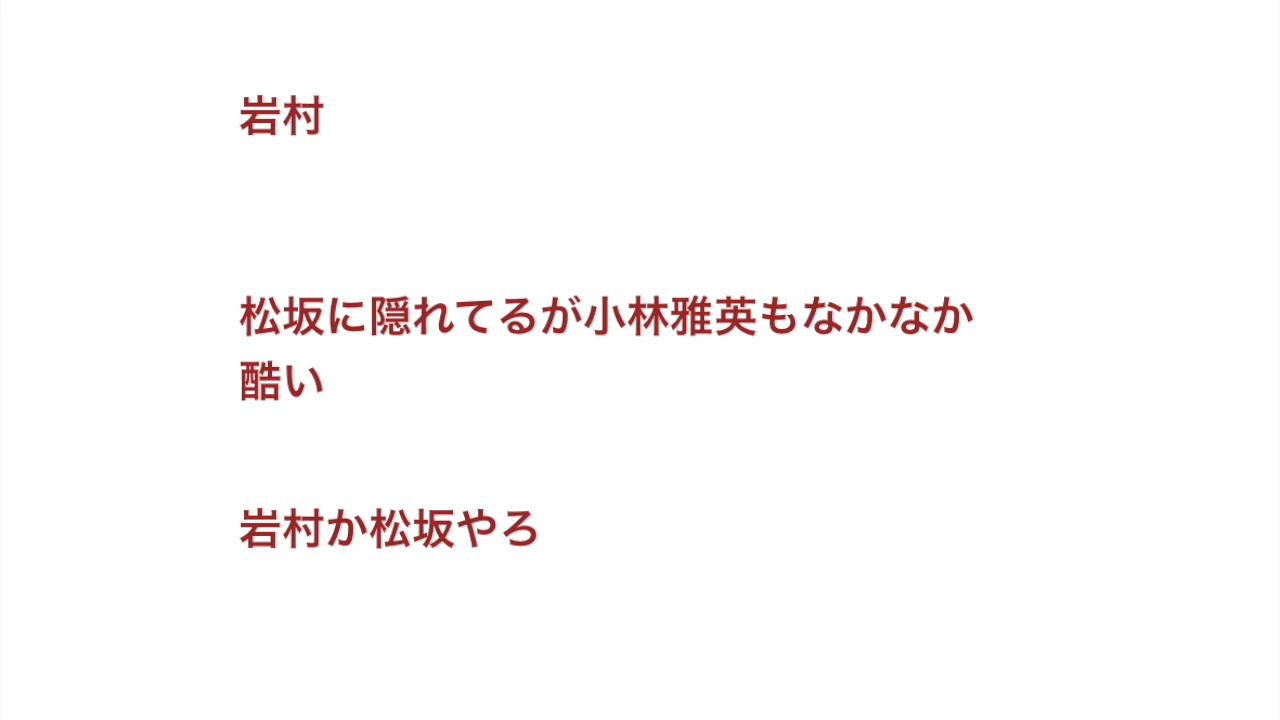 岩村
松坂に隠れてるが小林雅英もなかなか
酷い
岩村か松坂やろ